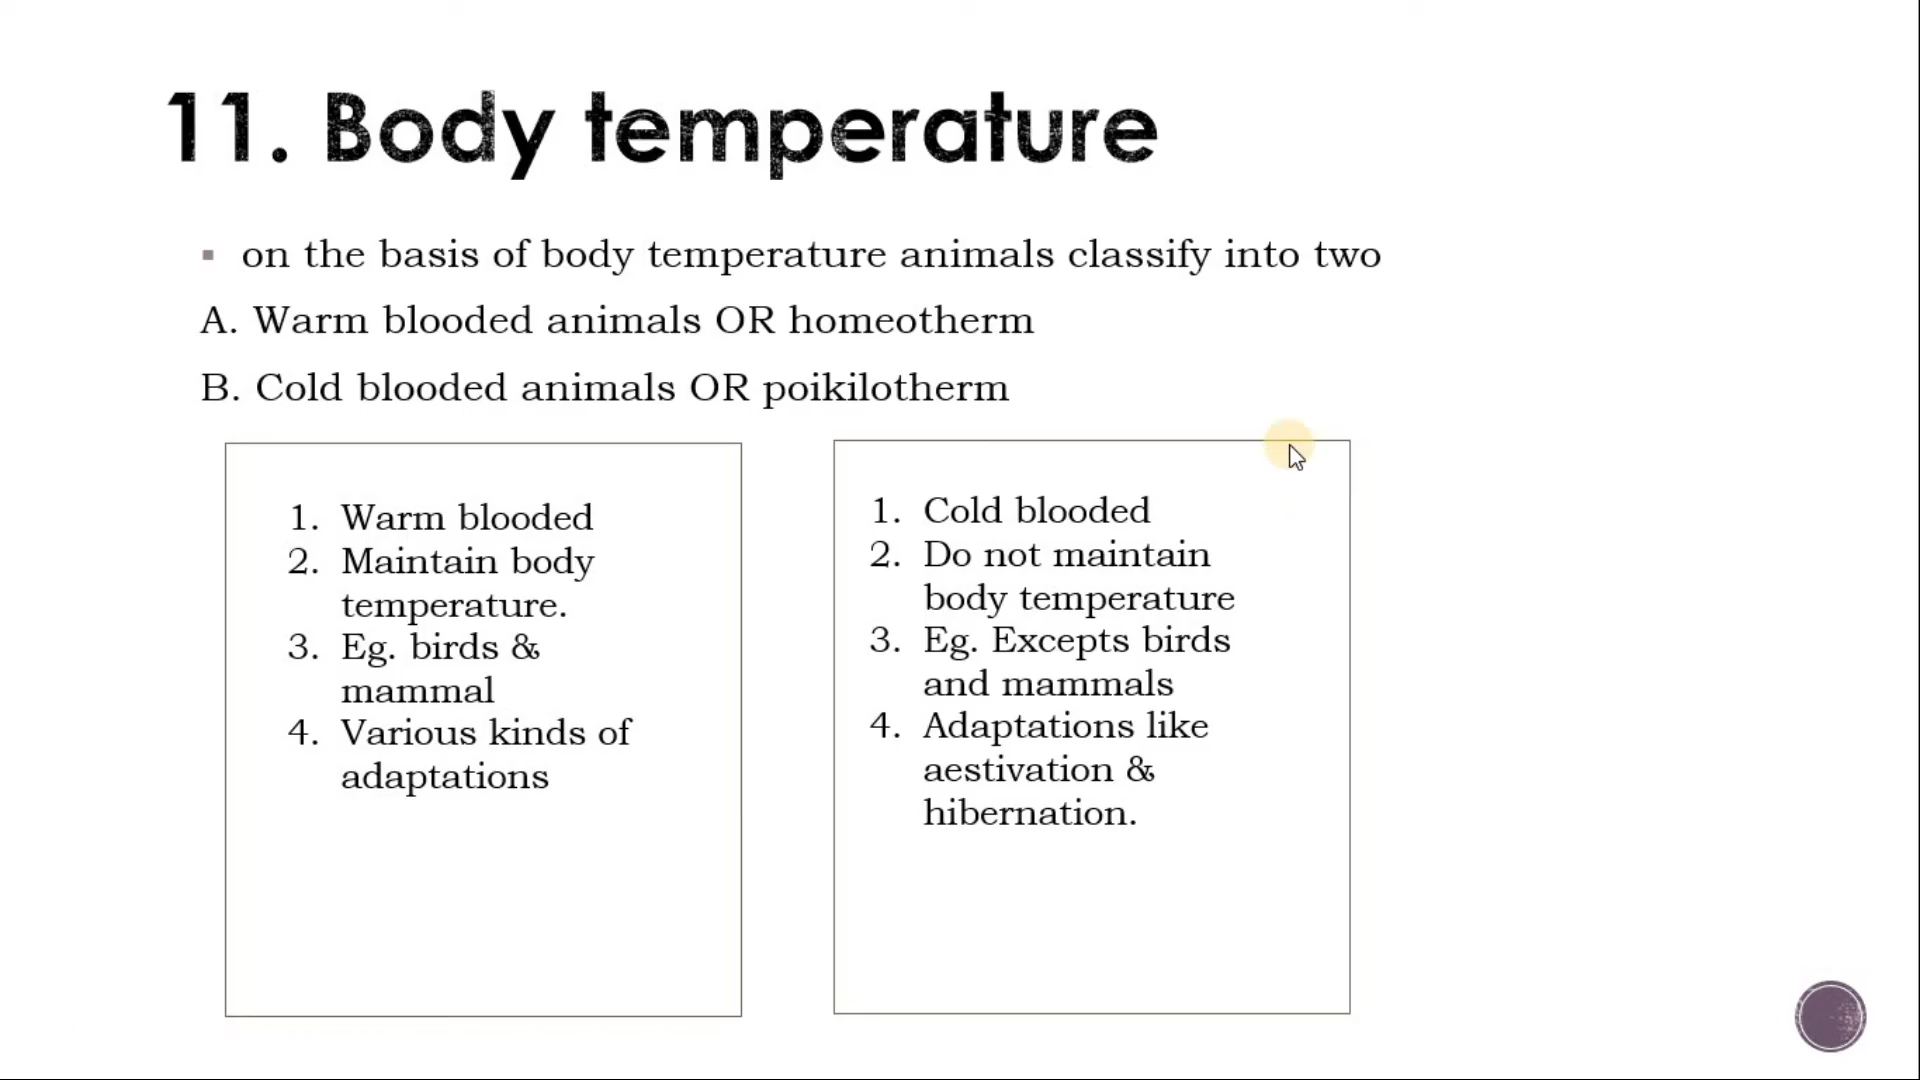 11. Body temperature
▪ on the basis of body temperature animals classify into two
A. Warm blooded animals OR homeotherm
B. Cold blooded animals OR poikilotherm
1. Warm blooded
2. Maintain body
temperature.
3. Eg. birds &
mammal
4. Various kinds of
adaptations
1. Cold blooded
2. Do not maintain
body temperature
3. Eg. Excepts birds
and mammals
4. Adaptations like
aestivation &
hibernation.